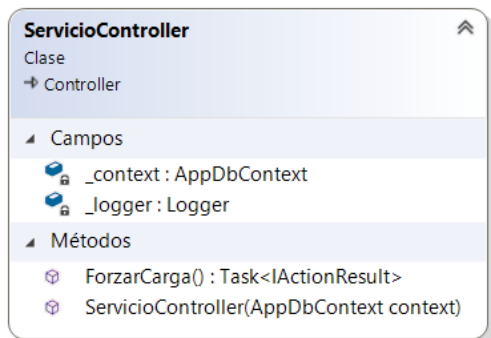 ServicioController
Clase
Controller
Campos
_context : AppDbContext
_logger : Logger
Métodos
ForzarCarga() : Task<IActionResult>
ServicioController(AppDbContext context)